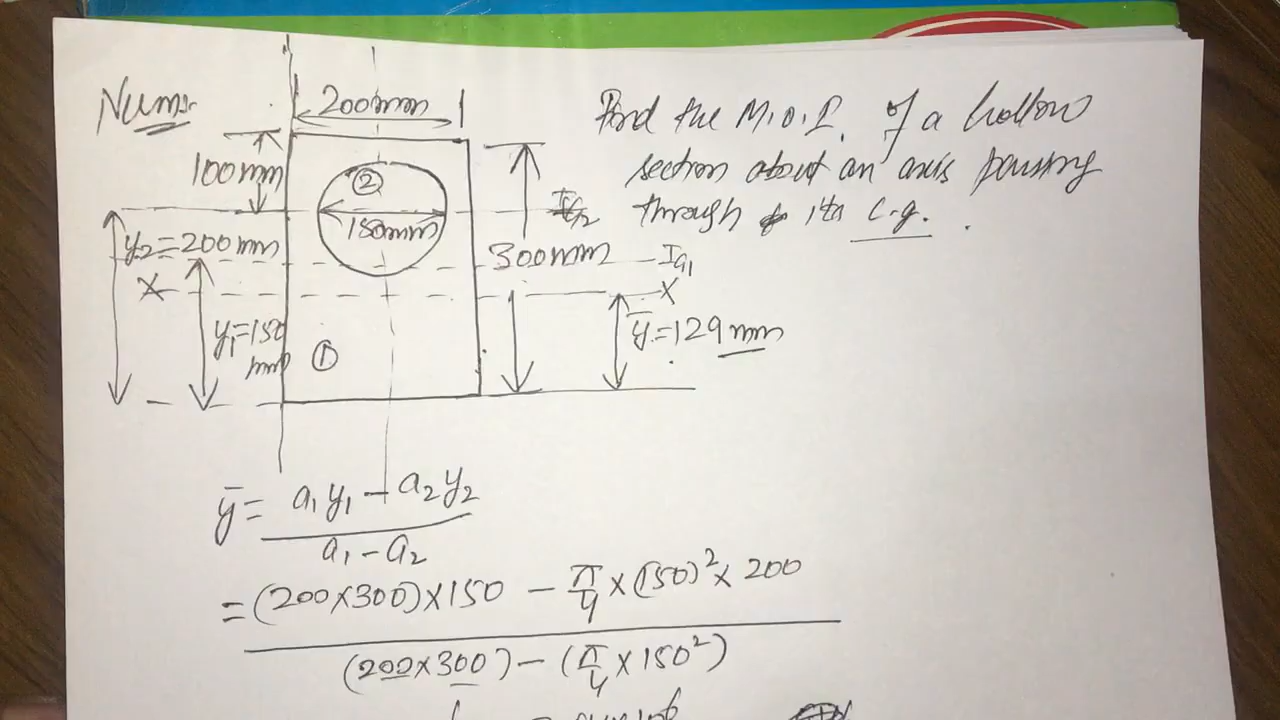 Num:-
200mm
Find the M.O.I. of a hollow
section about an axis passing
through its c.g.
100mm
②
150mm
y₂=200mm
300mm
IG₁
X
X
y₁=150
mm
ȳ=129mm
①
ȳ= a₁y₁ - a₂y₂
a₁ - a₂
= (200×300)×150 - π/4 × (150)² × 200
(200×300) - (π/4 × 150²)